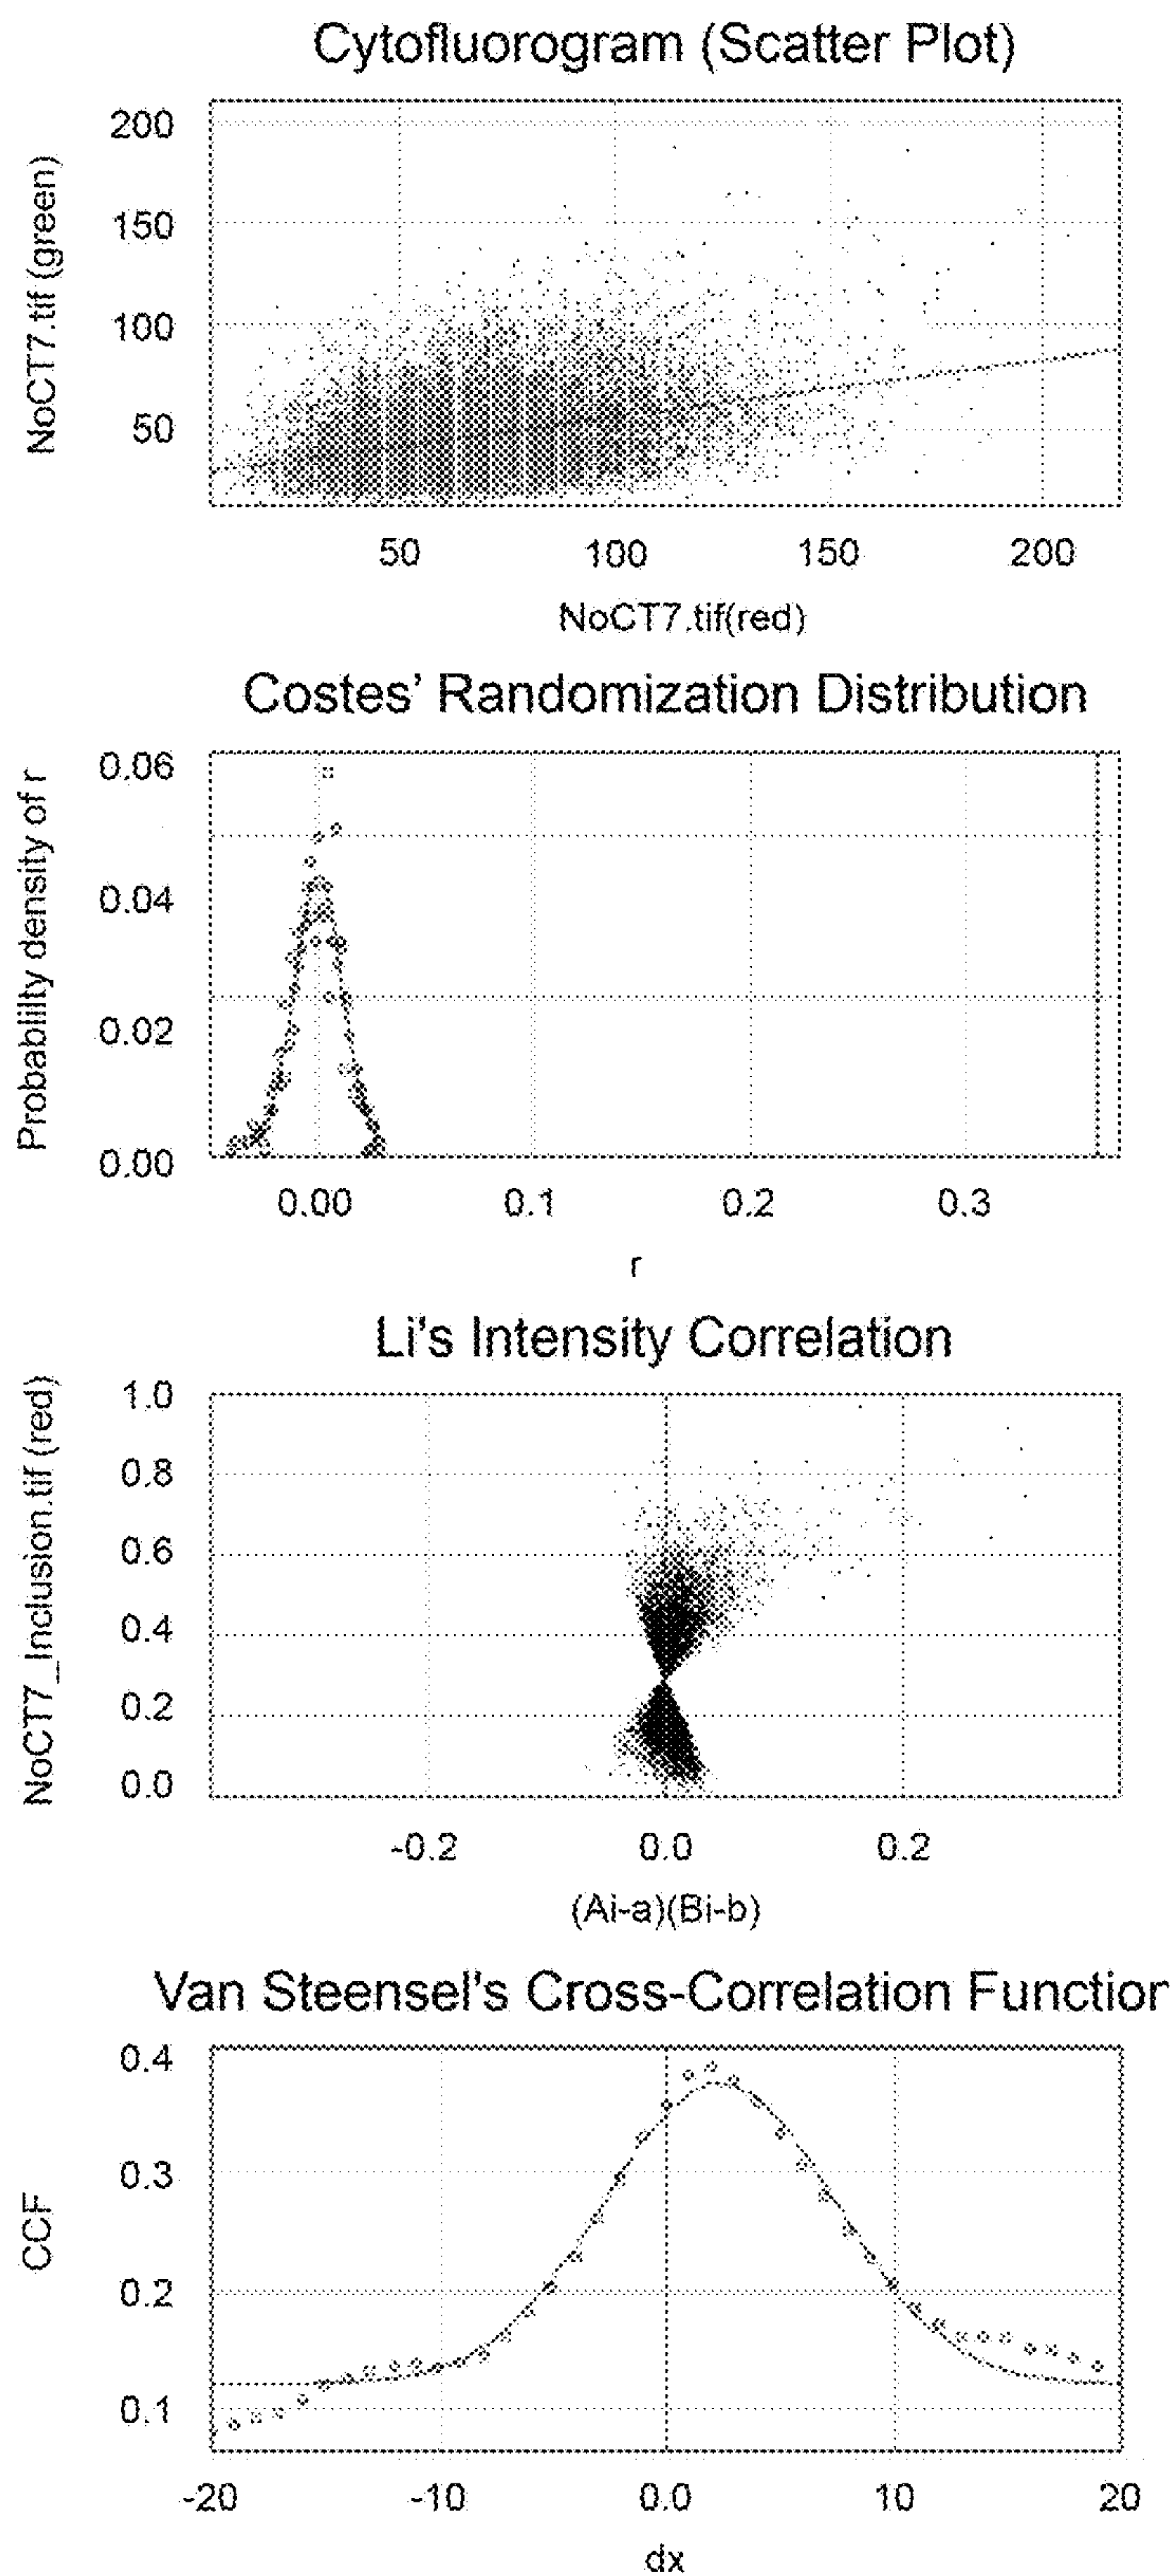 Cytofluorogram (Scatter Plot)
200
150
100
50
NoCT7.tif (green)
50 100 150 200
NoCT7.tif(red)
Costes' Randomization Distribution
0.06
0.04
0.02
0.00
Probability density of r
0.00 0.1 0.2 0.3
r
Li's Intensity Correlation
1.0
0.8
0.6
0.4
0.2
0.0
NoCT7_Inclusion.tif (red)
-0.2 0.0 0.2
(Ai-a)(Bi-b)
Van Steensel's Cross-Correlation Function
0.4
0.3
0.2
0.1
CCF
-20 -10 0.0 10 20
dx